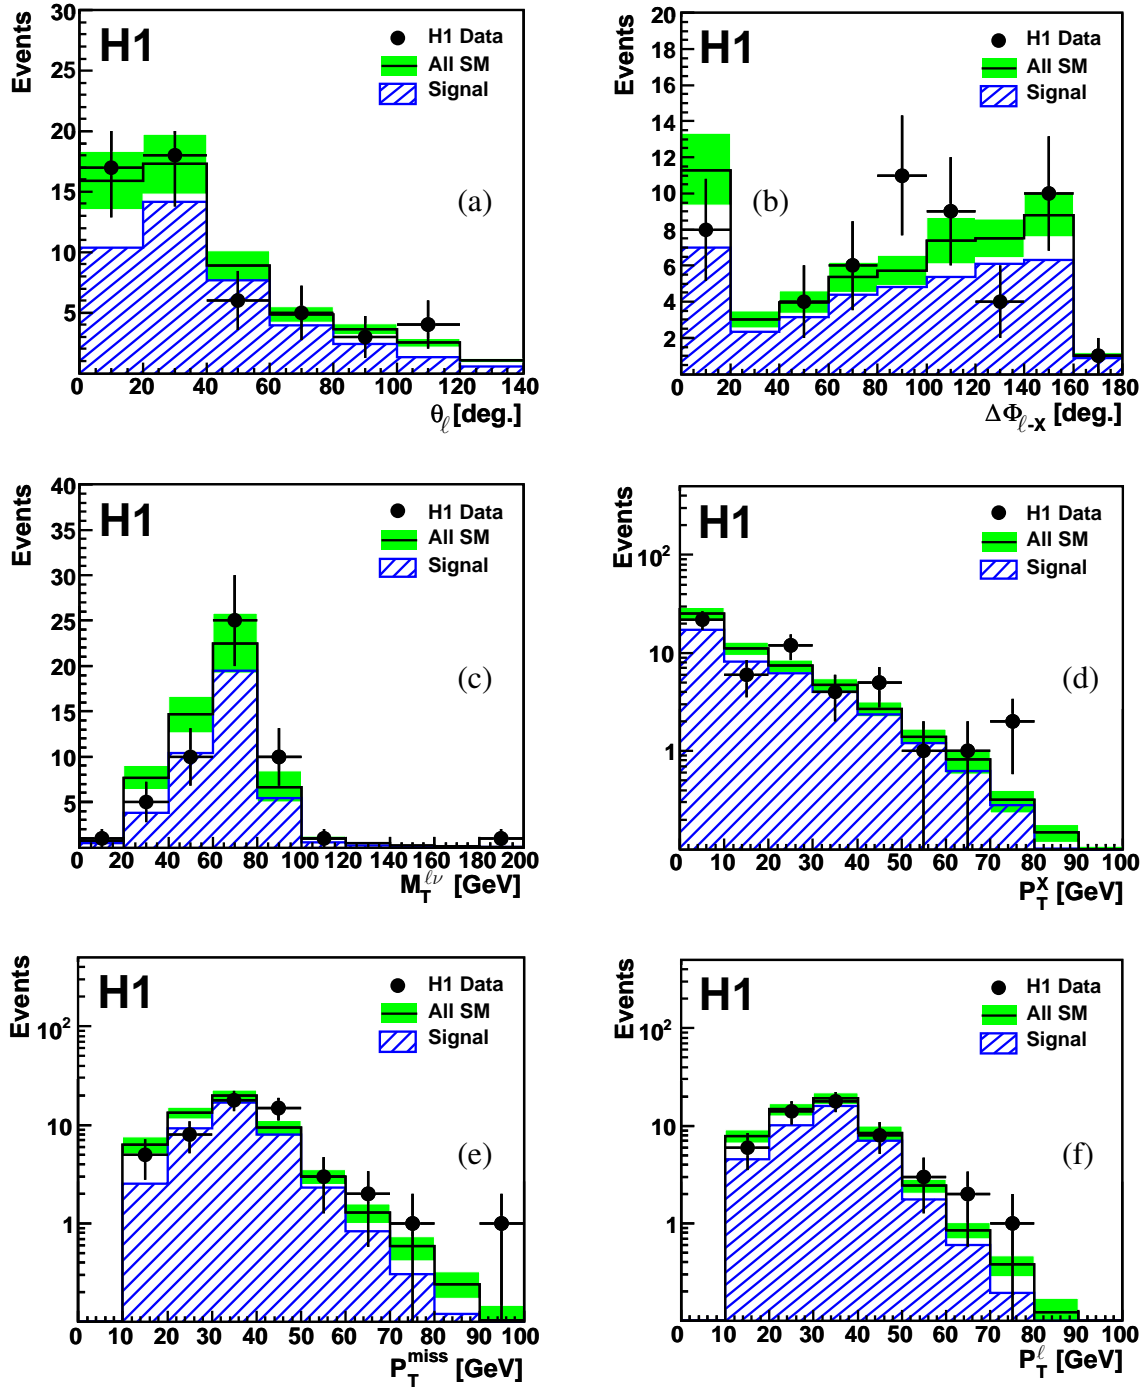 Events
H1
H1 Data
All SM
Signal
(a)
30
25
20
15
10
5
0 20 40 60 80 100 120 140
θℓ [deg.]
Events
H1
H1 Data
All SM
Signal
(b)
20
18
16
14
12
10
8
6
4
2
0 20 40 60 80 100 120 140 160 180
ΔΦℓ-X [deg.]
Events
H1
H1 Data
All SM
Signal
(c)
40
35
30
25
20
15
10
5
0 20 40 60 80 100 120 140 160 180 200
M_T^ℓν [GeV]
Events
H1
H1 Data
All SM
Signal
(d)
10²
10
1
0 10 20 30 40 50 60 70 80 90 100
P_T^X [GeV]
Events
H1
H1 Data
All SM
Signal
(e)
10²
10
1
0 10 20 30 40 50 60 70 80 90 100
P_T^miss [GeV]
Events
H1
H1 Data
All SM
Signal
(f)
10²
10
1
0 10 20 30 40 50 60 70 80 90 100
P_T^ℓ [GeV]